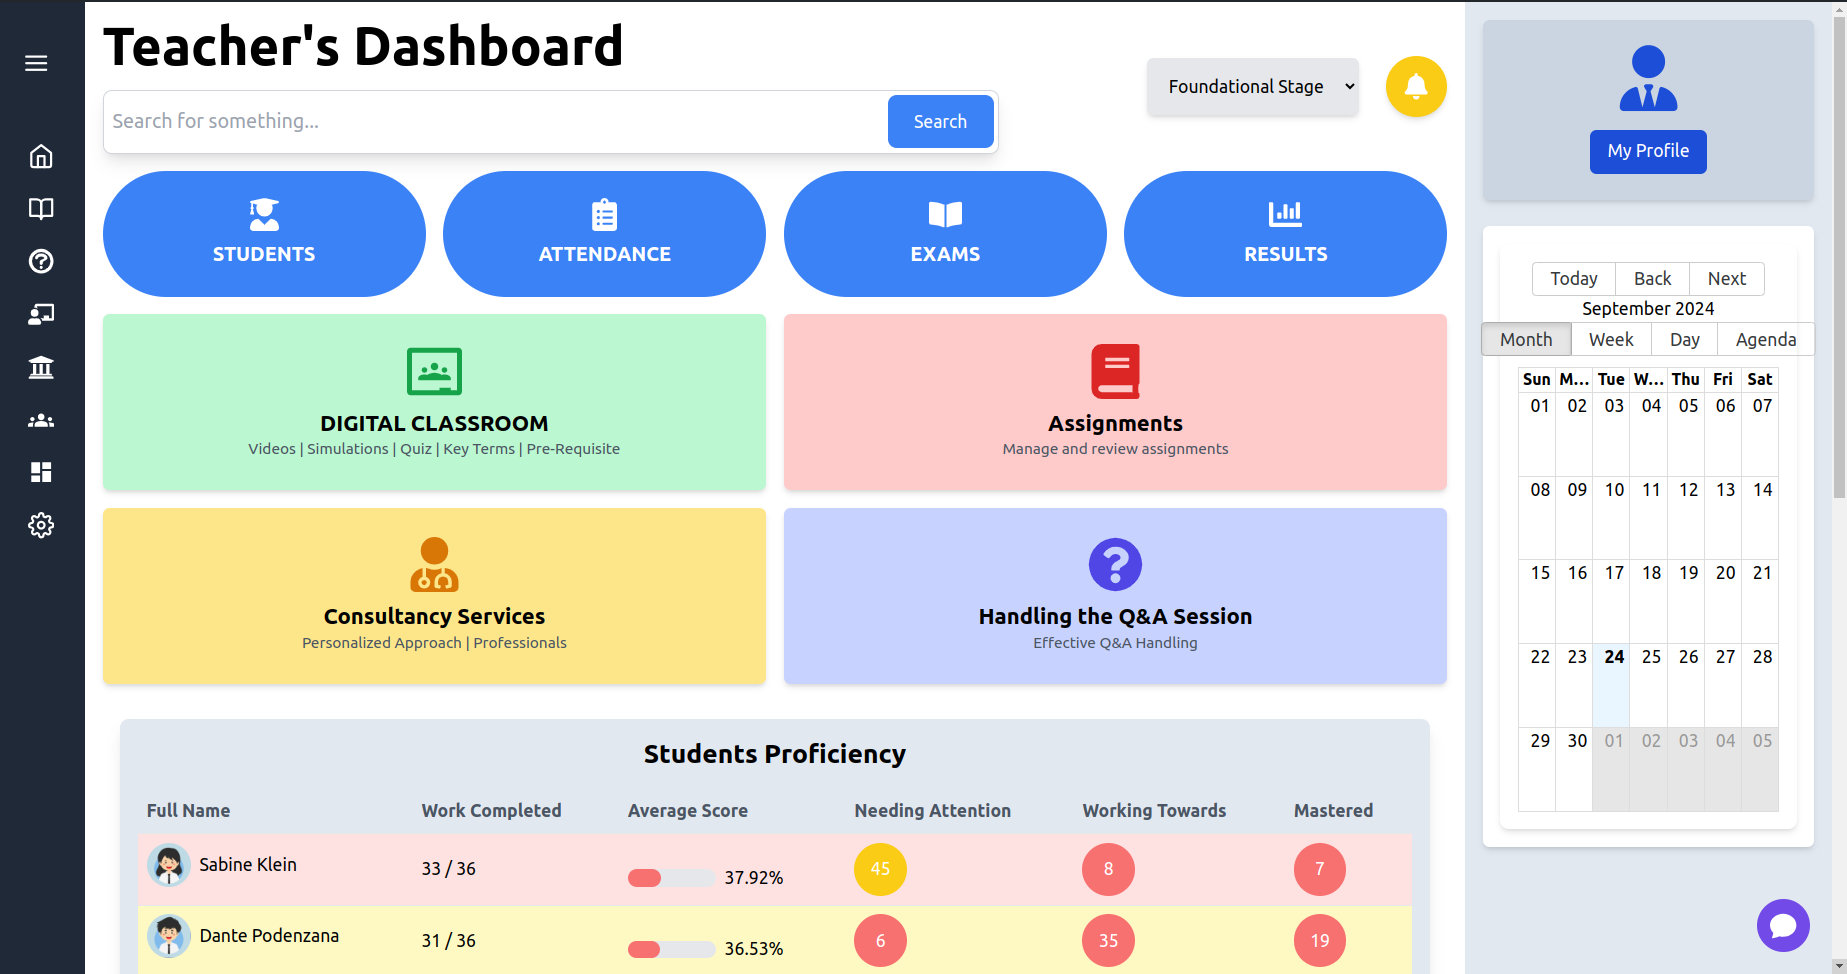 Teacher's Dashboard
Search for something...
Search
Foundational Stage
STUDENTS
ATTENDANCE
EXAMS
RESULTS
DIGITAL CLASSROOM
Videos | Simulations | Quiz | Key Terms | Pre-Requisite
Assignments
Manage and review assignments
Consultancy Services
Personalized Approach | Professionals
Handling the Q&A Session
Effective Q&A Handling
Students Proficiency
Full Name Work Completed Average Score Needing Attention Working Towards Mastered
Sabine Klein 33 / 36 37.92% 45 8 7
Dante Podenzana 31 / 36 36.53% 6 35 19
My Profile
Today Back Next
September 2024
Month Week Day Agenda
Sun M... Tue W... Thu Fri Sat
01 02 03 04 05 06 07
08 09 10 11 12 13 14
15 16 17 18 19 20 21
22 23 24 25 26 27 28
29 30 01 02 03 04 05